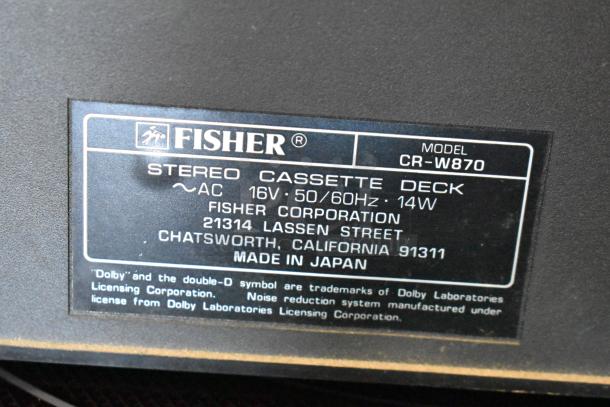 FISHER ®
MODEL
CR-W870
STEREO CASSETTE DECK
~AC 16V · 50/60Hz · 14W
FISHER CORPORATION
21314 LASSEN STREET
CHATSWORTH, CALIFORNIA 91311
MADE IN JAPAN
"Dolby" and the double-D symbol are trademarks of Dolby Laboratories
Licensing Corporation. Noise reduction system manufactured under
license from Dolby Laboratories Licensing Corporation.